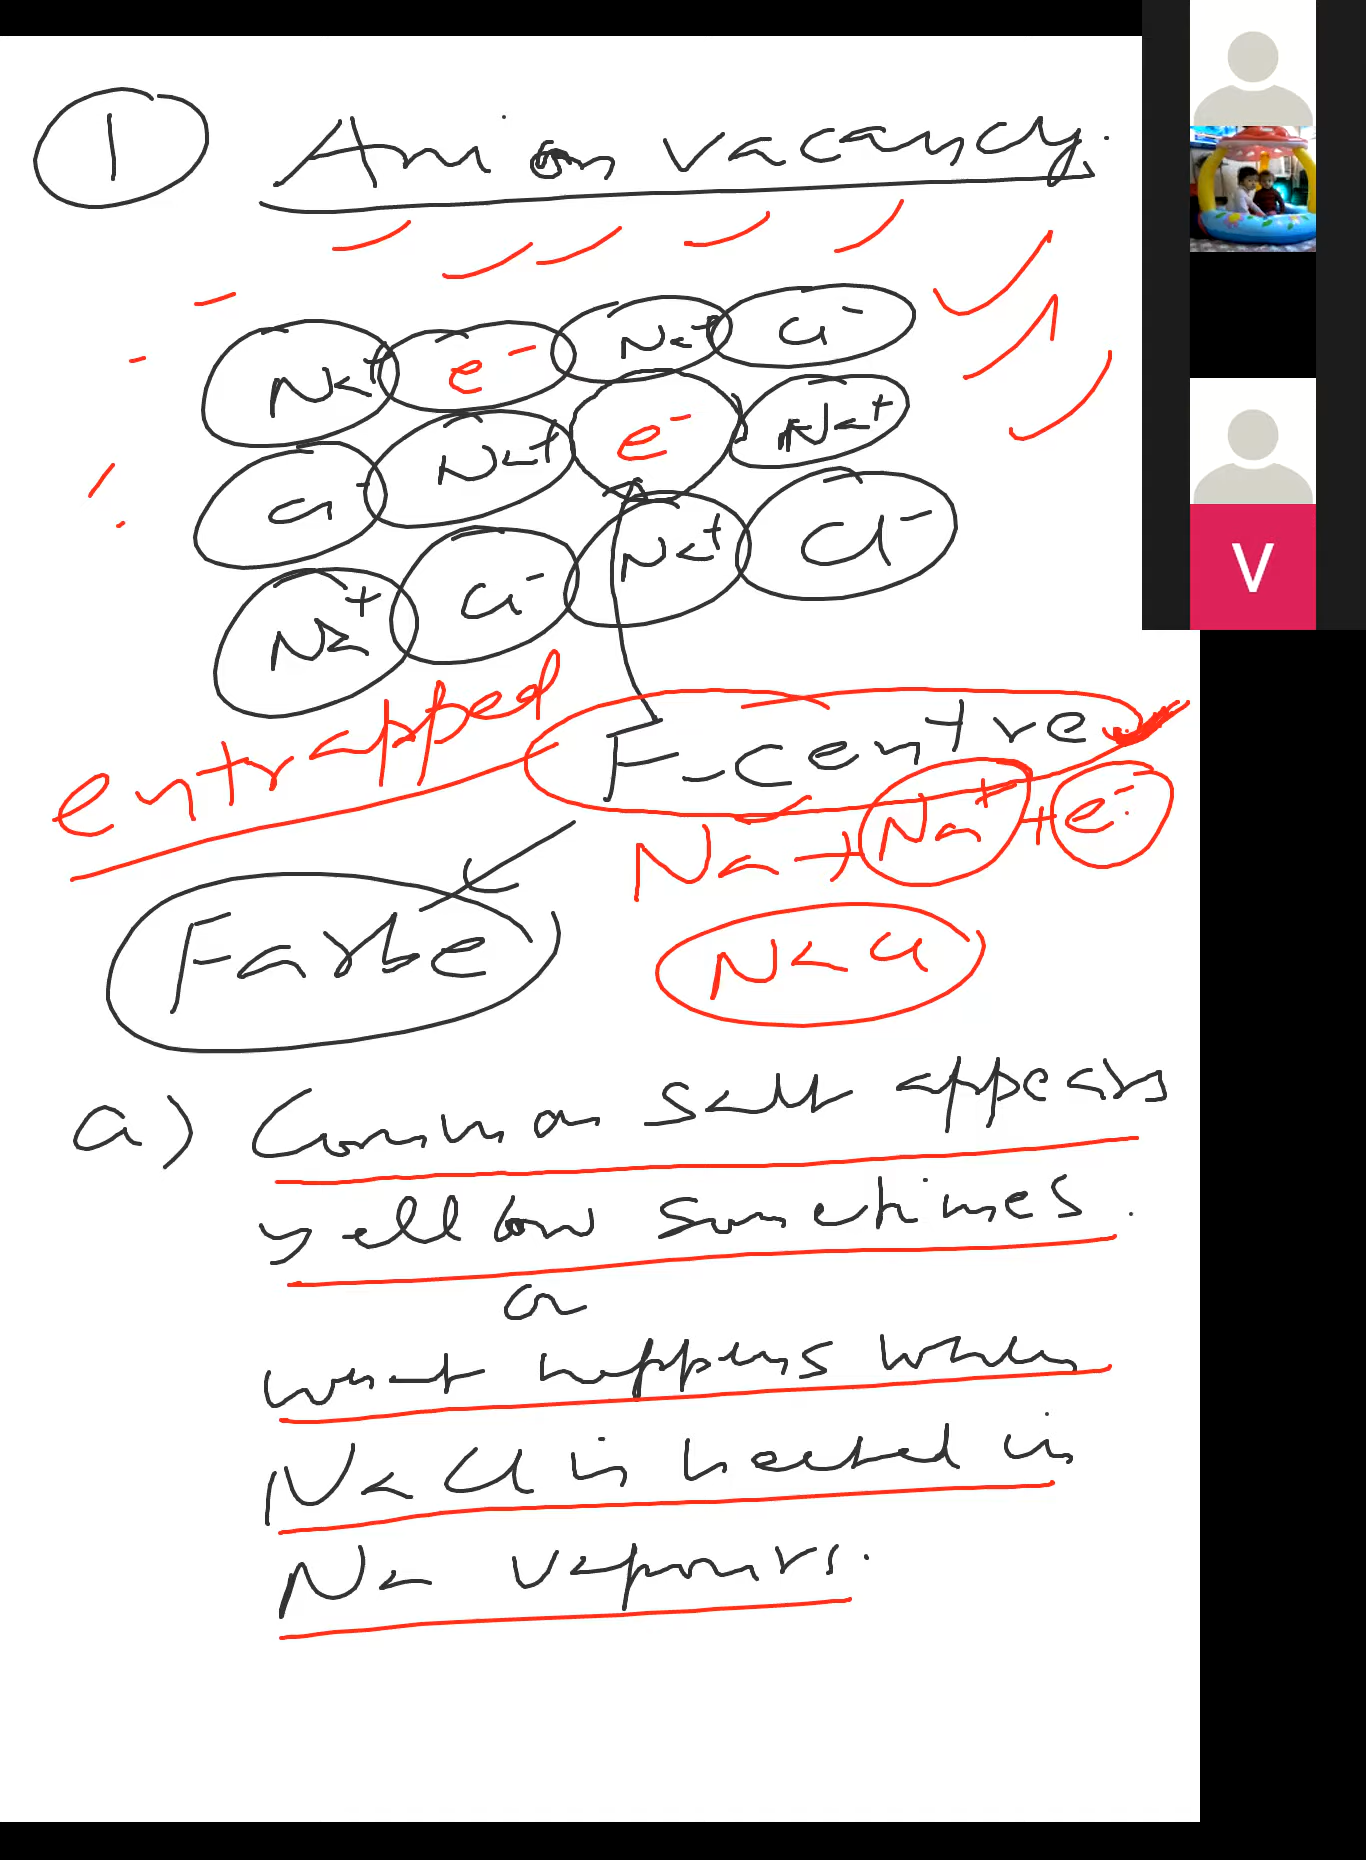 1 Anion vacancy.
Na+ e- Na+ Cl-
Cl- Na+ e- Na+
Na+ Cl- Na+ Cl-
entrapped
F-centre
Na → Na+ + e-
Farbe
NaCl
a) Common salt appears
yellow sometimes.
or
what happens when
NaCl is heated in
Na vapours.
V